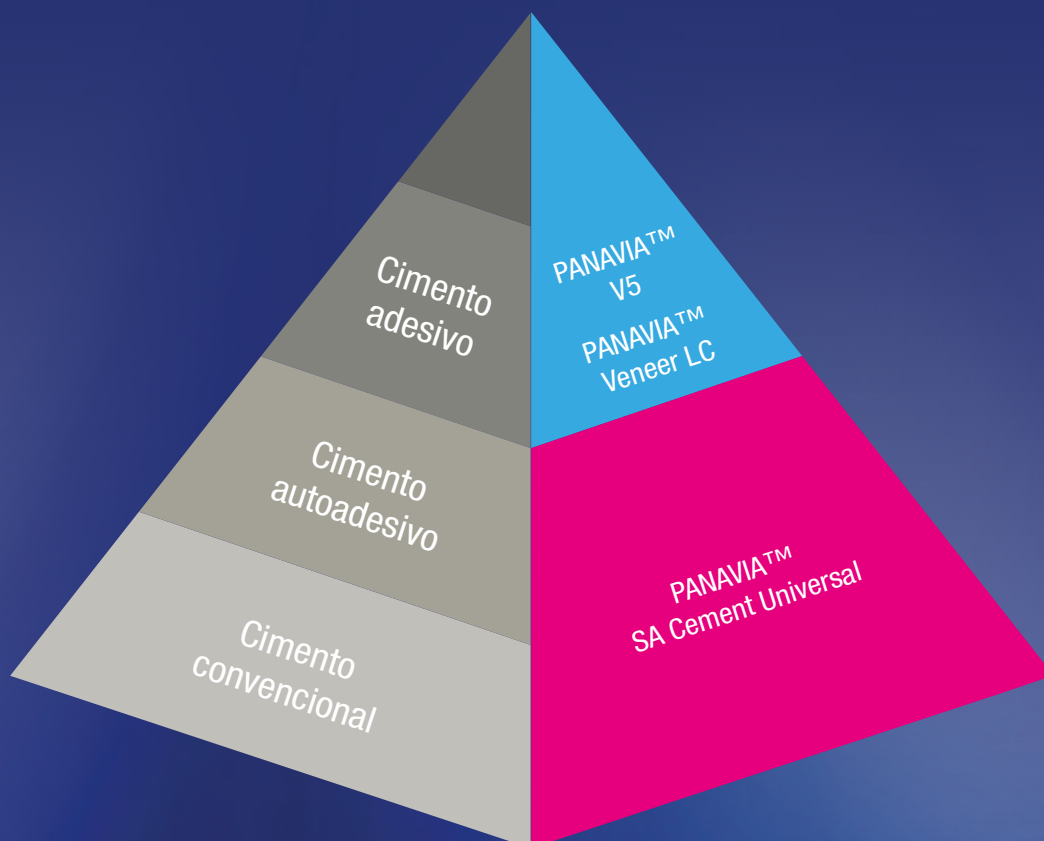 Cimento
adesivo
PANAVIA™
V5
PANAVIA™
Veneer LC
Cimento
autoadesivo
PANAVIA™
SA Cement Universal
Cimento
convencional